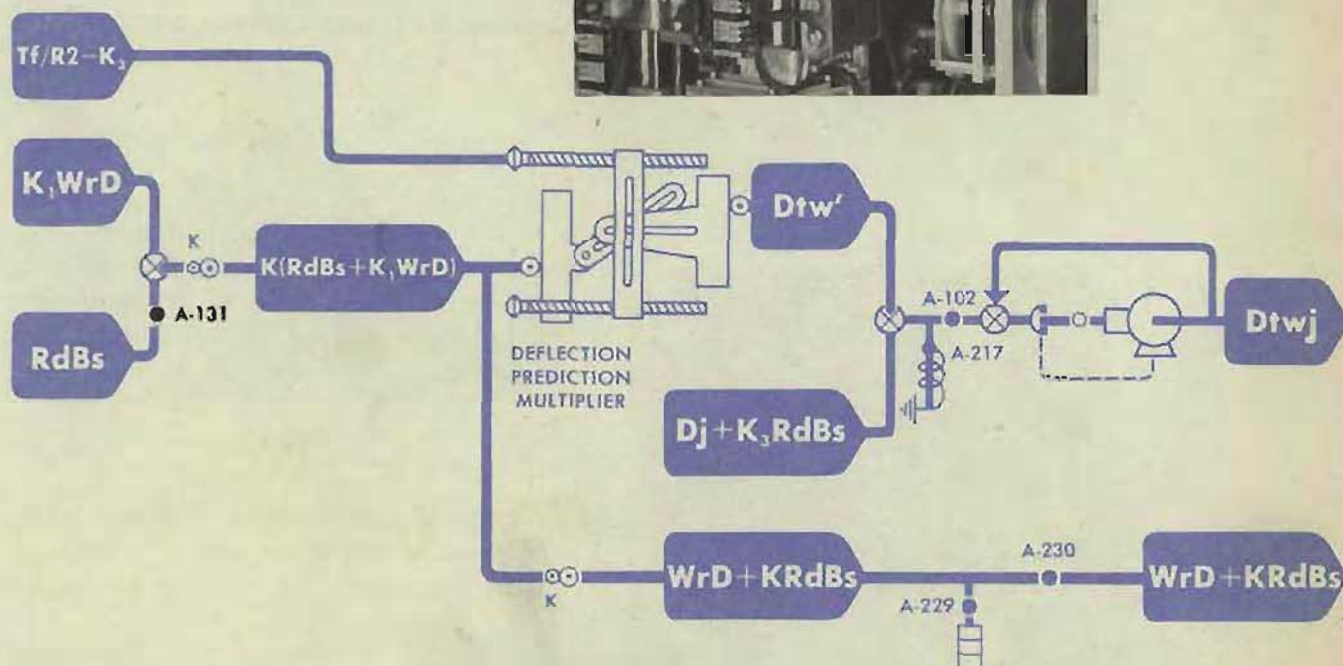 Tf/R2-K₃
K₁WrD
K
K(RdBs+K₁WrD)
A-131
RdBs
DEFLECTION
PREDICTION
MULTIPLIER
Dtw'
A-102
A-217
Dtwj
Dj+K₃RdBs
K
WrD+KRdBs
A-229
A-230
WrD+KRdBs